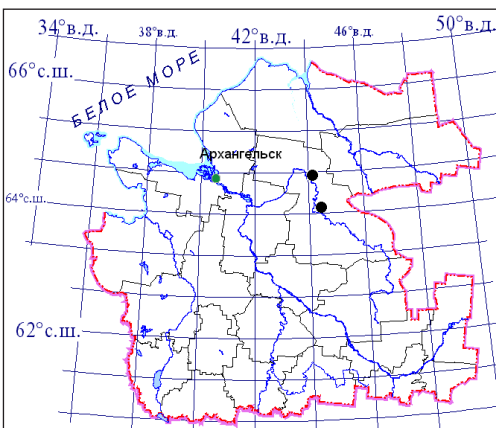 34°в.д.
38°в.д.
42°в.д.
46°в.д.
50°в.д.
66°с.ш.
БЕЛОЕ МОРЕ
Архангельск
64°с.ш.
62°с.ш.